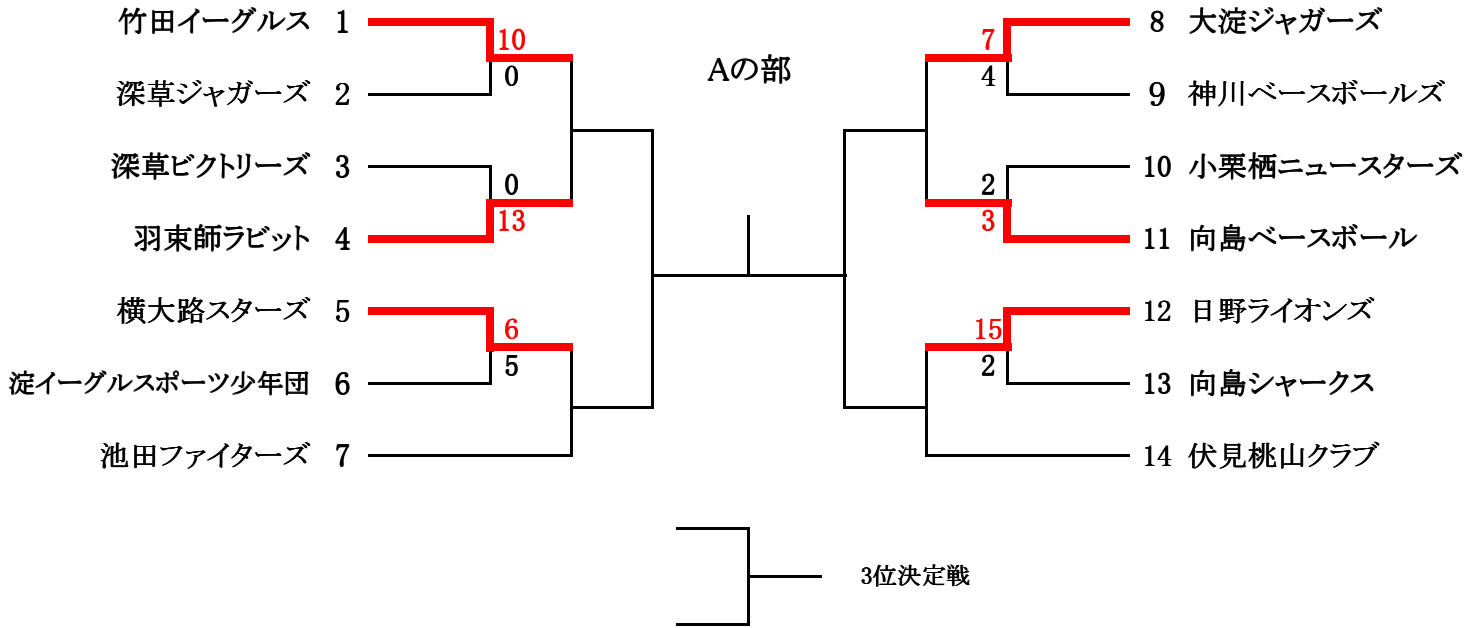 Aの部
竹田イーグルス 1
10
0
深草ジャガーズ 2
深草ビクトリーズ 3
0
13
羽束師ラビット 4
横大路スターズ 5
6
5
淀イーグルスポーツ少年団 6
池田ファイターズ 7
8 大淀ジャガーズ
7
4
9 神川ベースボールズ
10 小栗栖ニュースターズ
2
3
11 向島ベースボール
12 日野ライオンズ
15
2
13 向島シャークス
14 伏見桃山クラブ
3位決定戦